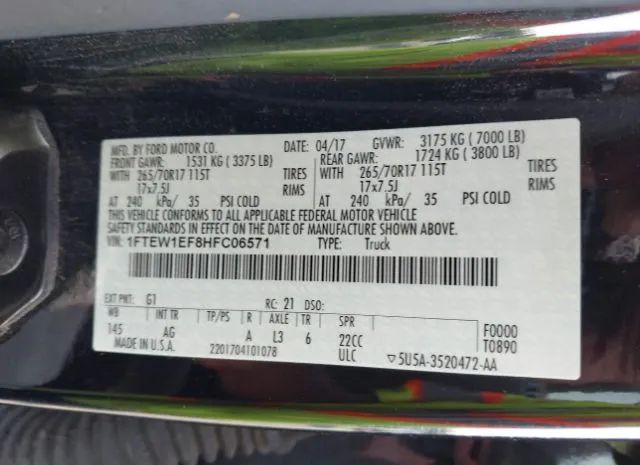 MFD. BY FORD MOTOR CO. DATE: 04/17 GVWR: 3175 KG ( 7000 LB)
FRONT GAWR: 1531 KG ( 3375 LB) REAR GAWR: 1724 KG ( 3800 LB)
WITH 265/70R17 115T TIRES WITH 265/70R17 115T TIRES
17x7.5J RIMS 17x7.5J RIMS
AT 240 kPa/ 35 PSI COLD AT 240 kPa/ 35 PSI COLD
THIS VEHICLE CONFORMS TO ALL APPLICABLE FEDERAL MOTOR VEHICLE
SAFETY STANDARDS IN EFFECT ON THE DATE OF MANUFACTURE SHOWN ABOVE.
VIN: 1FTEW1EF8HFC06571 TYPE: Truck
EXT PNT: G1 RC: 21 DSO:
WB INT TR TP/PS R AXLE TR SPR F0000
145 AG A L3 6 22CC T0890
MADE IN U.S.A. 2201704101078 ULC ▽5U5A-3520472-AA